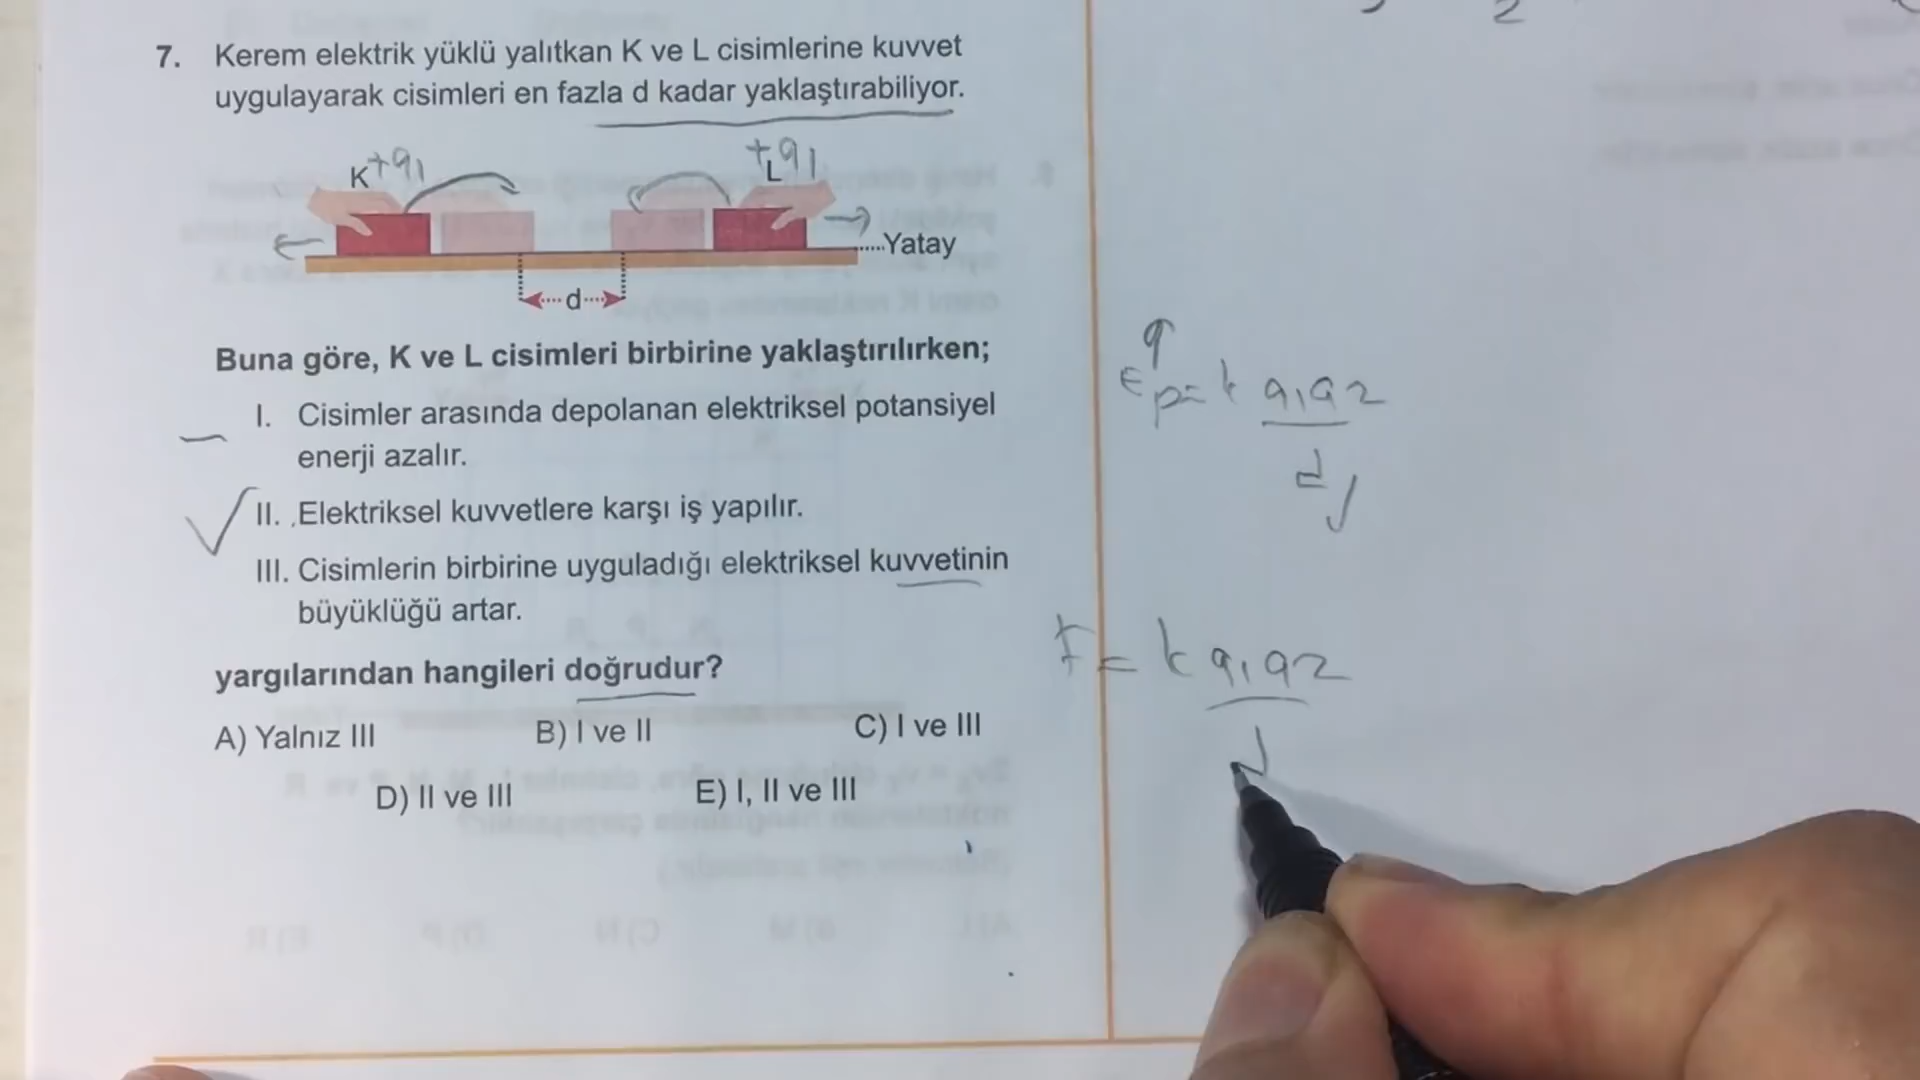 7. Kerem elektrik yüklü yalıtkan K ve L cisimlerine kuvvet
uygulayarak cisimleri en fazla d kadar yaklaştırabiliyor.
K +q1
L +q1
Yatay
d
Buna göre, K ve L cisimleri birbirine yaklaştırılırken;
I. Cisimler arasında depolanan elektriksel potansiyel
enerji azalır.
II. Elektriksel kuvvetlere karşı iş yapılır.
III. Cisimlerin birbirine uyguladığı elektriksel kuvvetinin
büyüklüğü artar.
yargılarından hangileri doğrudur?
A) Yalnız III B) I ve II C) I ve III
D) II ve III E) I, II ve III
2
Ep = k q1q2
d
F = k q1q2
d